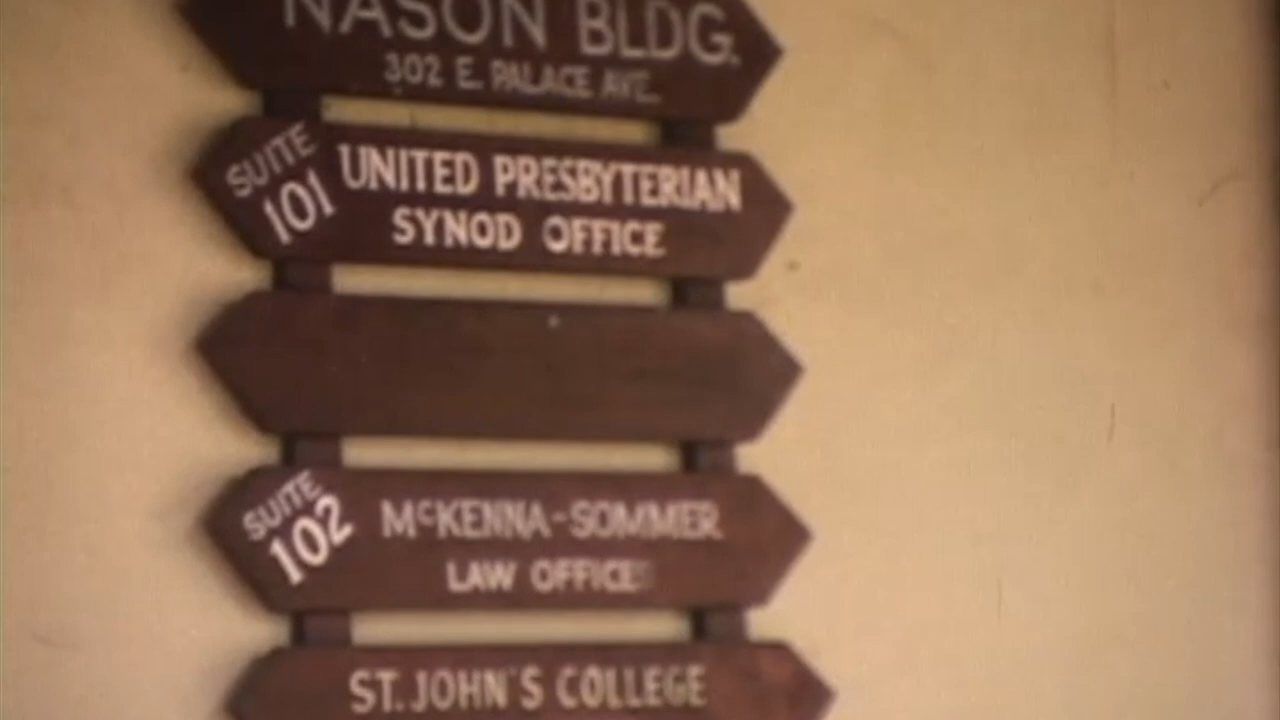 NASON BLDG.
302 E. PALACE AVE.
SUITE 101
UNITED PRESBYTERIAN
SYNOD OFFICE
SUITE 102
McKENNA-SOMMER
LAW OFFICES
ST. JOHN'S COLLEGE